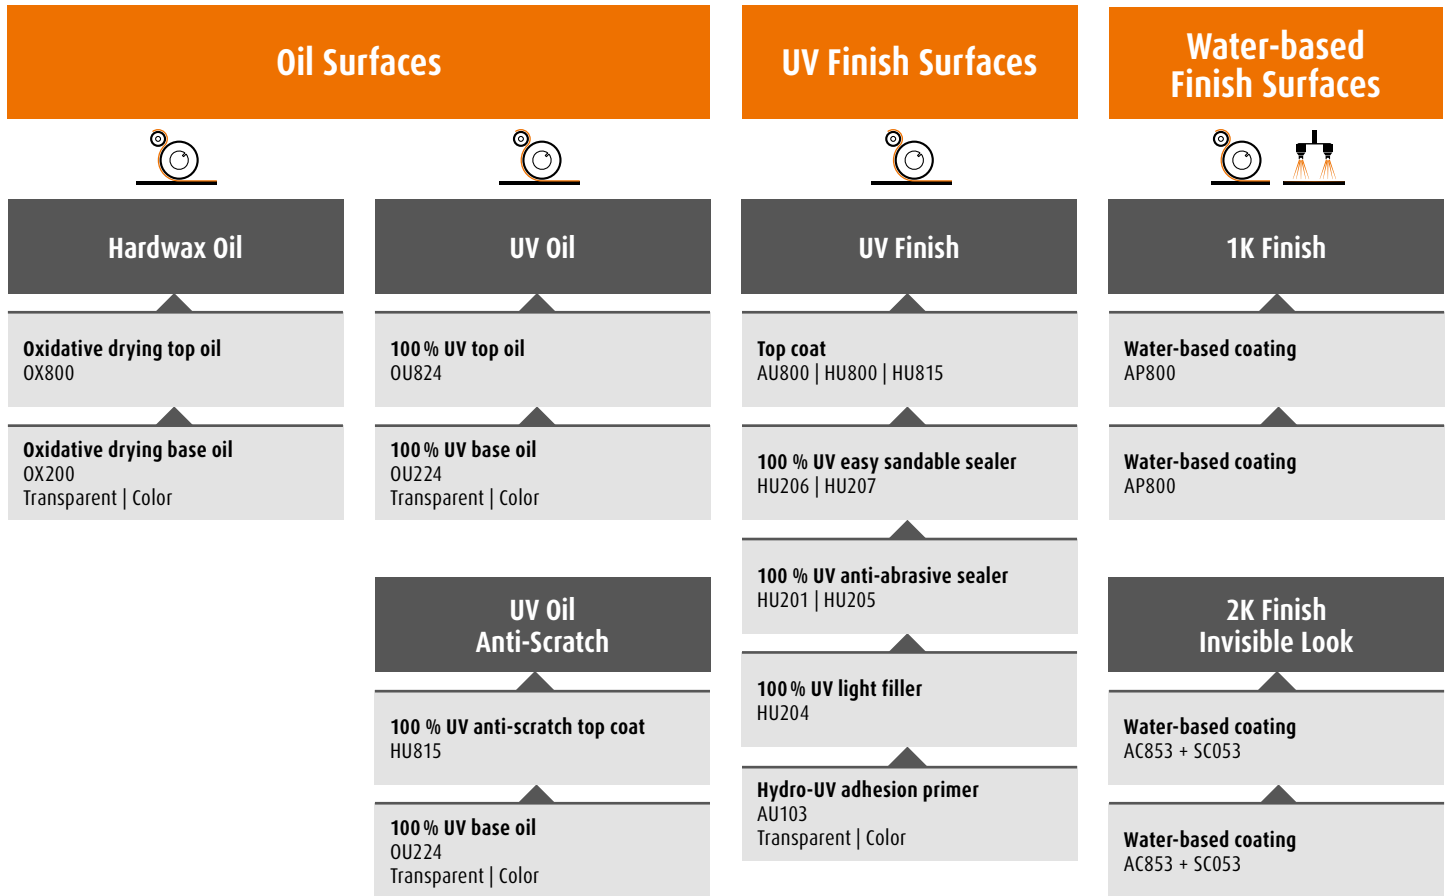 Oil Surfaces
UV Finish Surfaces
Water-based
Finish Surfaces
Hardwax Oil
Oxidative drying top oil
OX800
Oxidative drying base oil
OX200
Transparent | Color
UV Oil
100 % UV top oil
OU824
100 % UV base oil
OU224
Transparent | Color
UV Oil
Anti-Scratch
100 % UV anti-scratch top coat
HU815
100 % UV base oil
OU224
Transparent | Color
UV Finish
Top coat
AU800 | HU800 | HU815
100 % UV easy sandable sealer
HU206 | HU207
100 % UV anti-abrasive sealer
HU201 | HU205
100 % UV light filler
HU204
Hydro-UV adhesion primer
AU103
Transparent | Color
1K Finish
Water-based coating
AP800
Water-based coating
AP800
2K Finish
Invisible Look
Water-based coating
AC853 + SC053
Water-based coating
AC853 + SC053